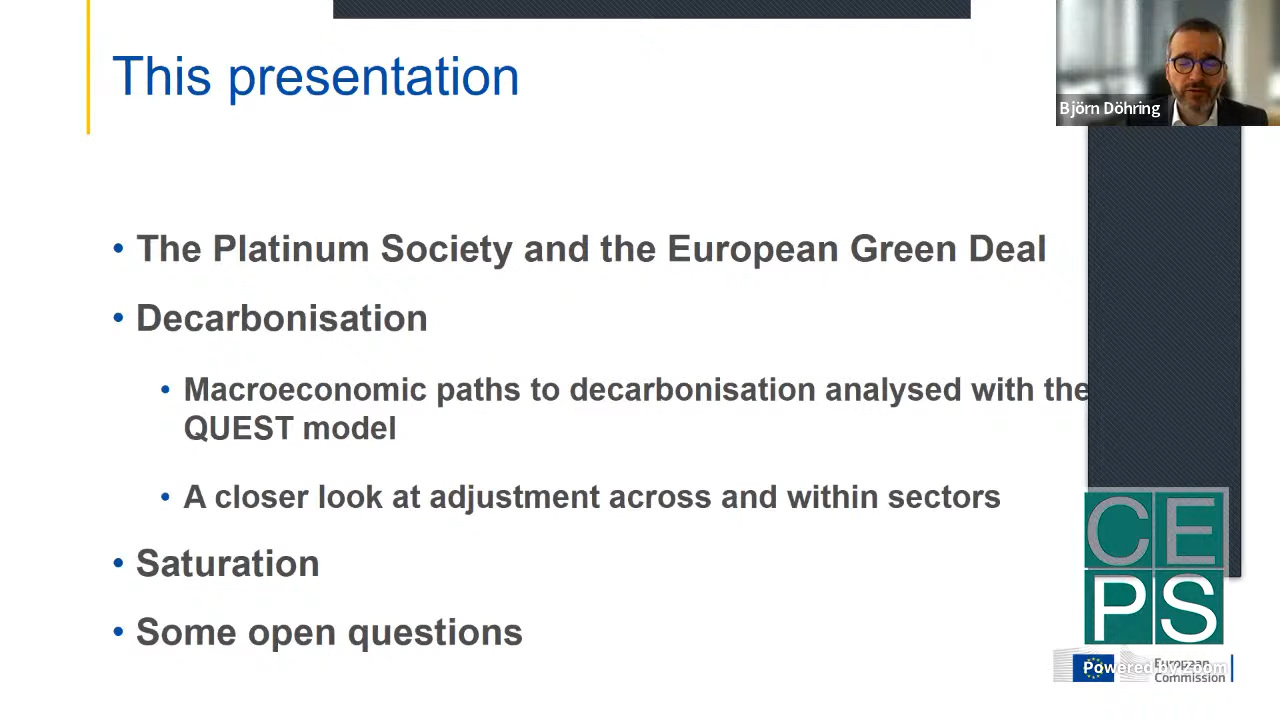 This presentation
Björn Döhring
• The Platinum Society and the European Green Deal
• Decarbonisation
• Macroeconomic paths to decarbonisation analysed with the
QUEST model
• A closer look at adjustment across and within sectors
• Saturation
• Some open questions
CE
PS
Powered by zoom
European
Commission